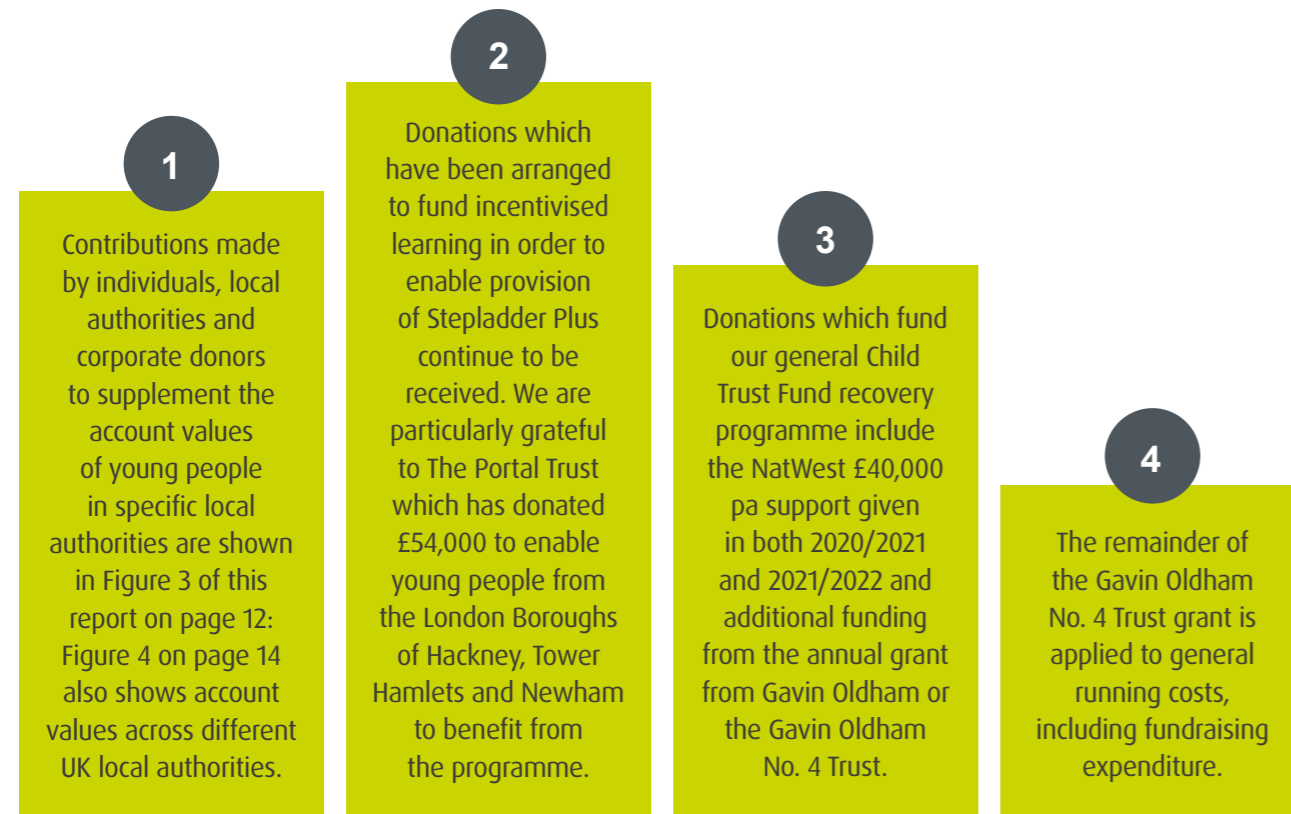 1
Contributions made
by individuals, local
authorities and
corporate donors
to supplement the
account values
of young people
in specific local
authorities are shown
in Figure 3 of this
report on page 12:
Figure 4 on page 14
also shows account
values across different
UK local authorities.
2
Donations which
have been arranged
to fund incentivised
learning in order to
enable provision
of Stepladder Plus
continue to be
received. We are
particularly grateful
to The Portal Trust
which has donated
£54,000 to enable
young people from
the London Boroughs
of Hackney, Tower
Hamlets and Newham
to benefit from
the programme.
3
Donations which fund
our general Child
Trust Fund recovery
programme include
the NatWest £40,000
pa support given
in both 2020/2021
and 2021/2022 and
additional funding
from the annual grant
from Gavin Oldham or
the Gavin Oldham
No. 4 Trust.
4
The remainder of
the Gavin Oldham
No. 4 Trust grant is
applied to general
running costs,
including fundraising
expenditure.